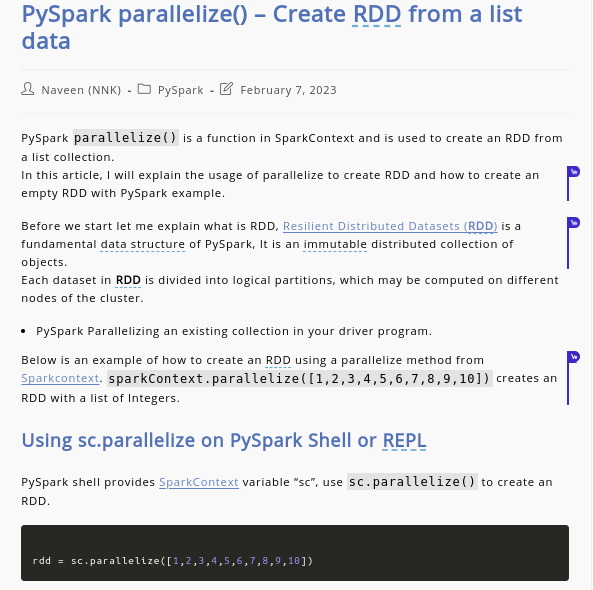 PySpark parallelize() – Create RDD from a list
data
Naveen (NNK) - PySpark - February 7, 2023
PySpark parallelize() is a function in SparkContext and is used to create an RDD from
a list collection.
In this article, I will explain the usage of parallelize to create RDD and how to create an
empty RDD with PySpark example.
Before we start let me explain what is RDD, Resilient Distributed Datasets (RDD) is a
fundamental data structure of PySpark, It is an immutable distributed collection of
objects.
Each dataset in RDD is divided into logical partitions, which may be computed on different
nodes of the cluster.
• PySpark Parallelizing an existing collection in your driver program.
Below is an example of how to create an RDD using a parallelize method from
Sparkcontext. sparkContext.parallelize([1,2,3,4,5,6,7,8,9,10]) creates an
RDD with a list of Integers.
Using sc.parallelize on PySpark Shell or REPL
PySpark shell provides SparkContext variable “sc”, use sc.parallelize() to create an
RDD.
rdd = sc.parallelize([1,2,3,4,5,6,7,8,9,10])